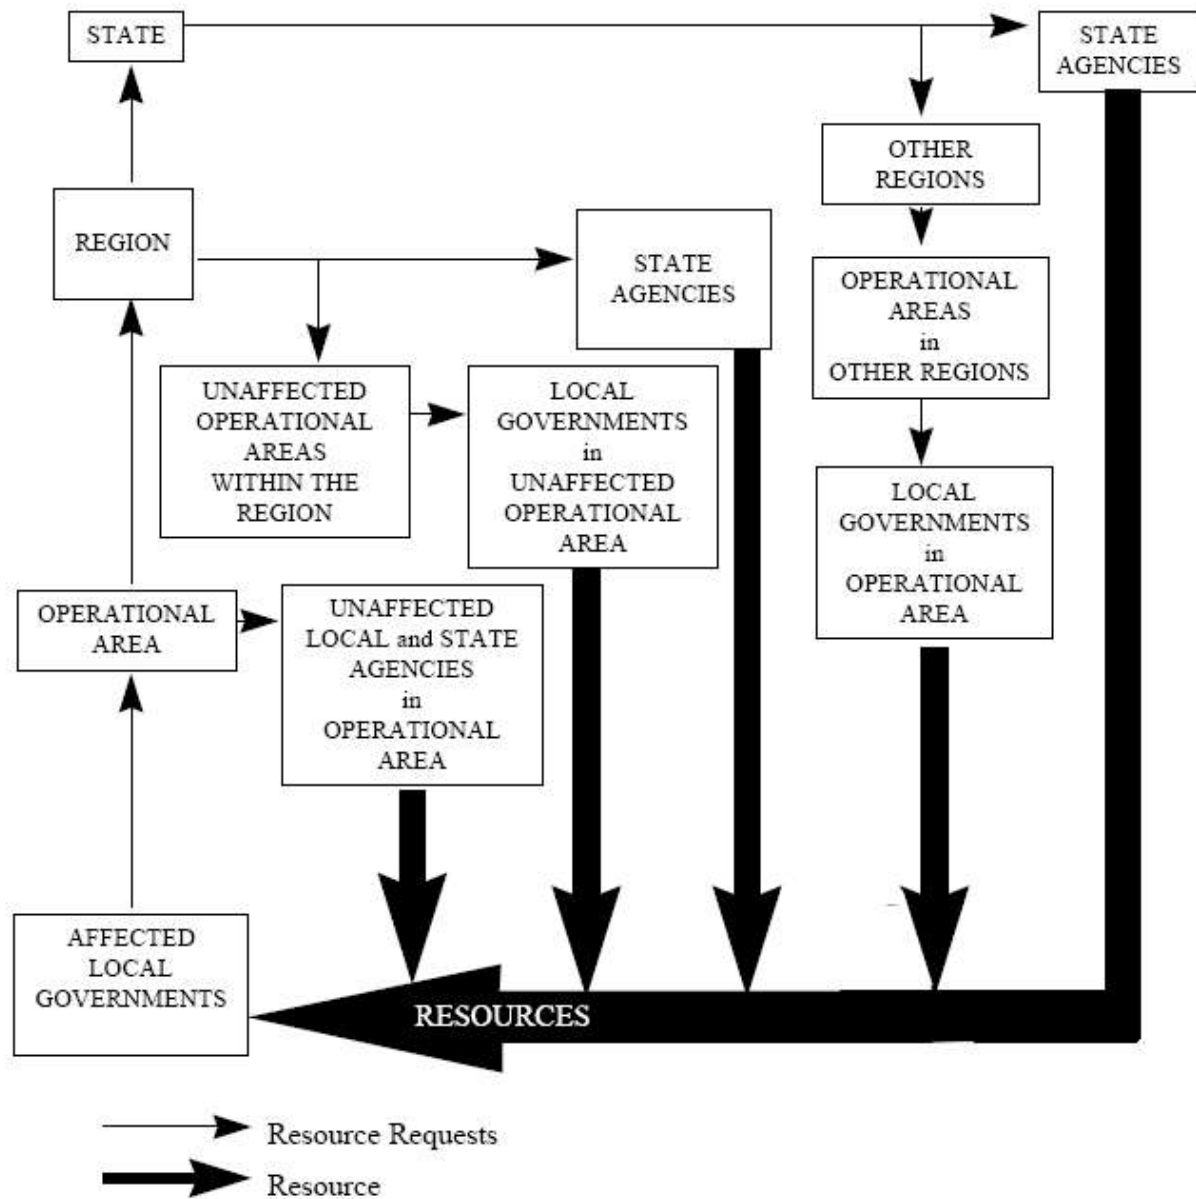 STATE
STATE
AGENCIES
OTHER
REGIONS
REGION
STATE
AGENCIES
OPERATIONAL
AREAS
in
OTHER REGIONS
UNAFFECTED
OPERATIONAL
AREAS
WITHIN THE
REGION
LOCAL
GOVERNMENTS
in
UNAFFECTED
OPERATIONAL
AREA
LOCAL
GOVERNMENTS
in
OPERATIONAL
AREA
OPERATIONAL
AREA
UNAFFECTED
LOCAL and STATE
AGENCIES
in
OPERATIONAL
AREA
AFFECTED
LOCAL
GOVERNMENTS
RESOURCES
Resource Requests
Resource